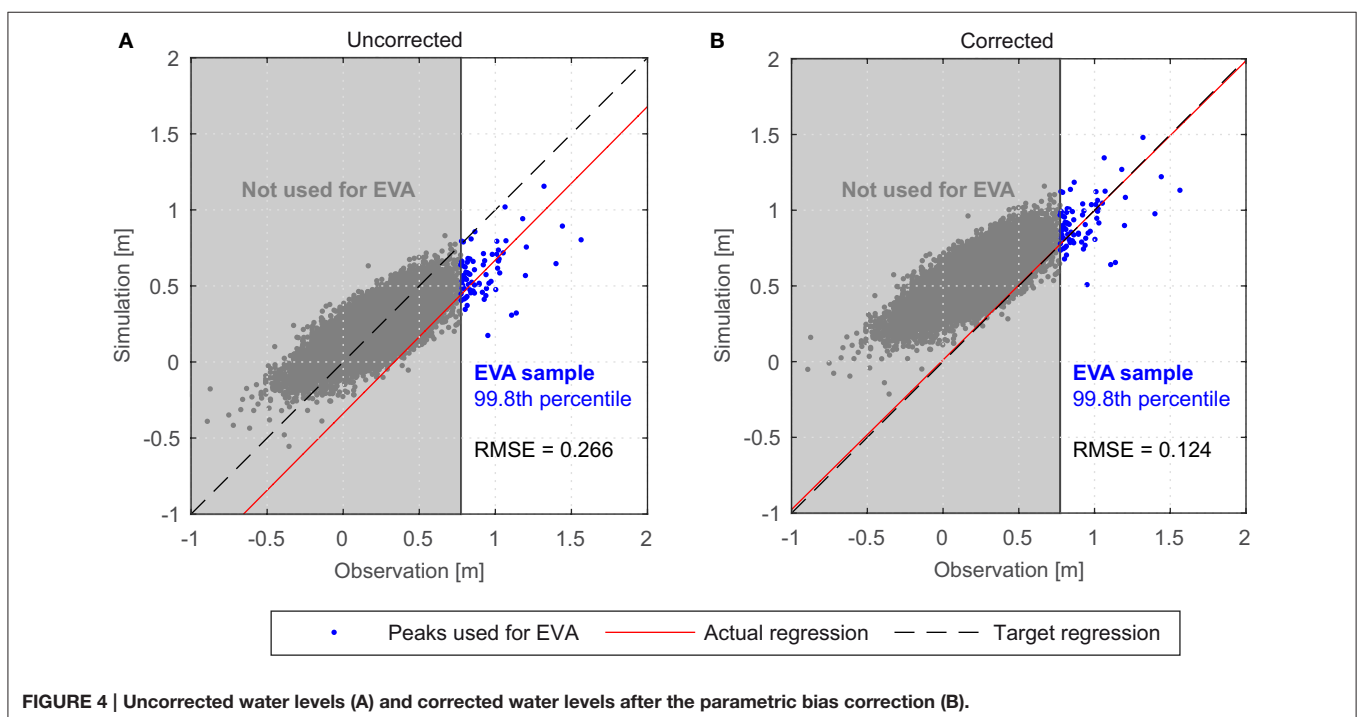 A
Uncorrected
2
1.5
1
0.5
0
-0.5
-1
Simulation [m]
Not used for EVA
EVA sample
99.8th percentile
RMSE = 0.266
-1 -0.5 0 0.5 1 1.5 2
Observation [m]
B
Corrected
2
1.5
1
0.5
0
-0.5
-1
Simulation [m]
Not used for EVA
EVA sample
99.8th percentile
RMSE = 0.124
-1 -0.5 0 0.5 1 1.5 2
Observation [m]
Peaks used for EVA Actual regression Target regression
FIGURE 4 | Uncorrected water levels (A) and corrected water levels after the parametric bias correction (B).